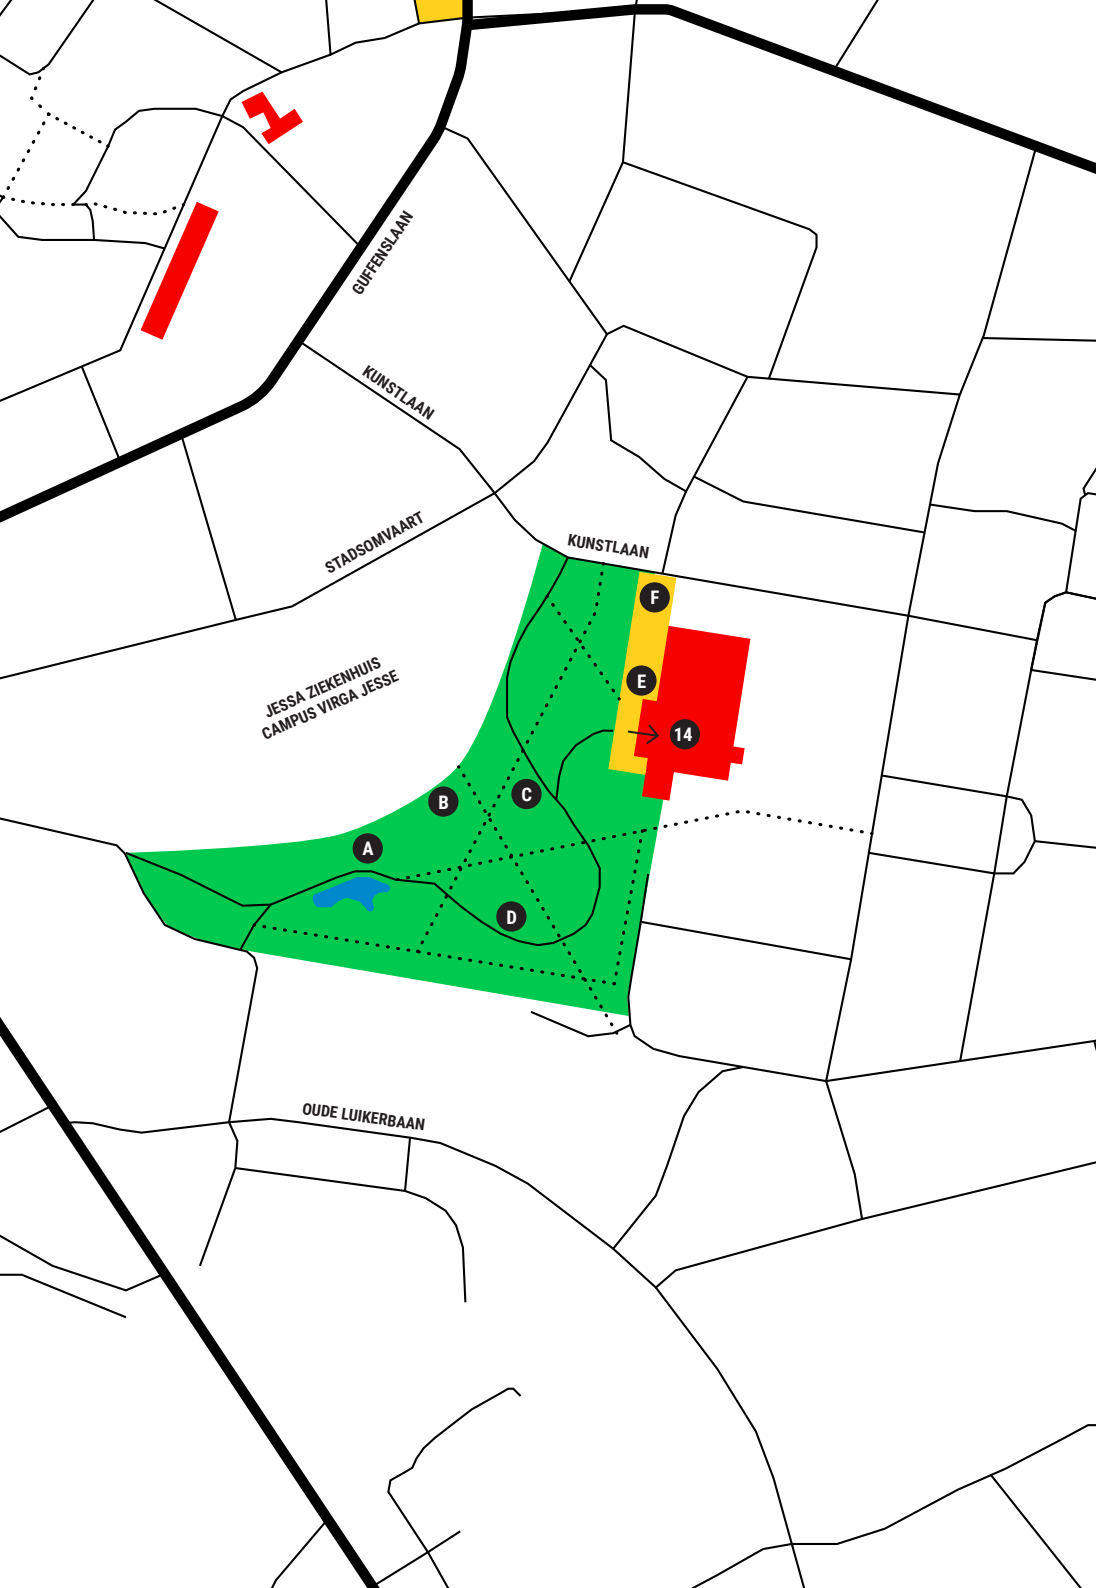 GUFFENSLAAN
KUNSTLAAN
STADSOMVAART
KUNSTLAAN
F
JESSA ZIEKENHUIS
CAMPUS VIRGA JESSE
E
14
C
B
A
D
OUDE LUIKERBAAN